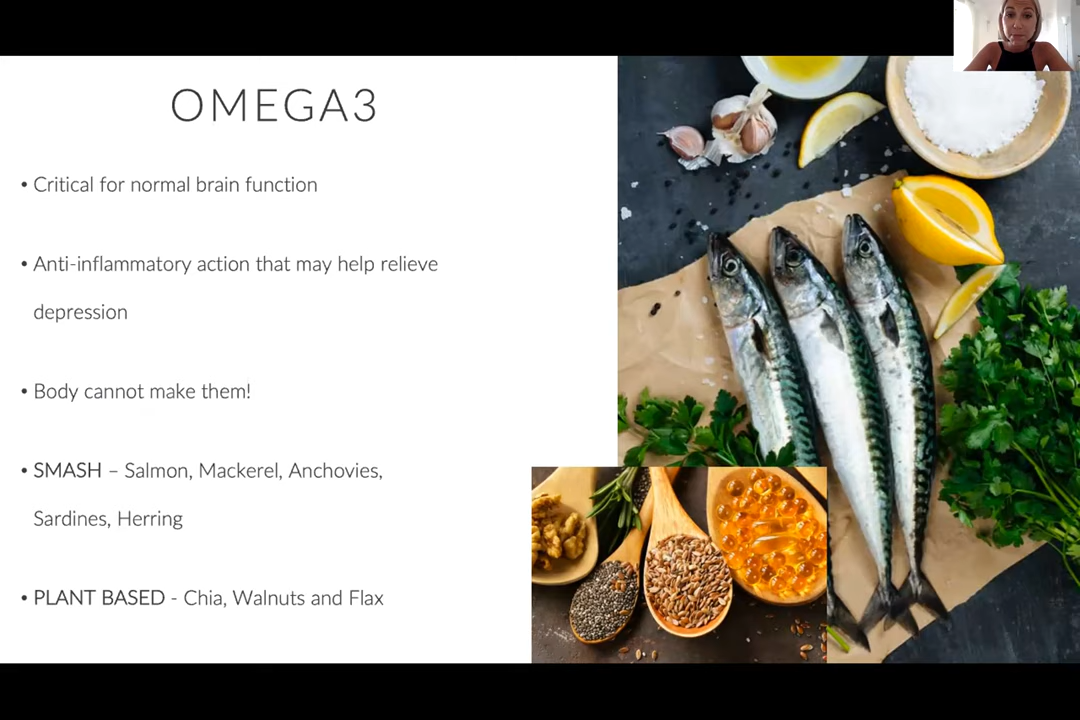 OMEGA3
• Critical for normal brain function
• Anti-inflammatory action that may help relieve
depression
• Body cannot make them!
• SMASH – Salmon, Mackerel, Anchovies,
Sardines, Herring
• PLANT BASED - Chia, Walnuts and Flax